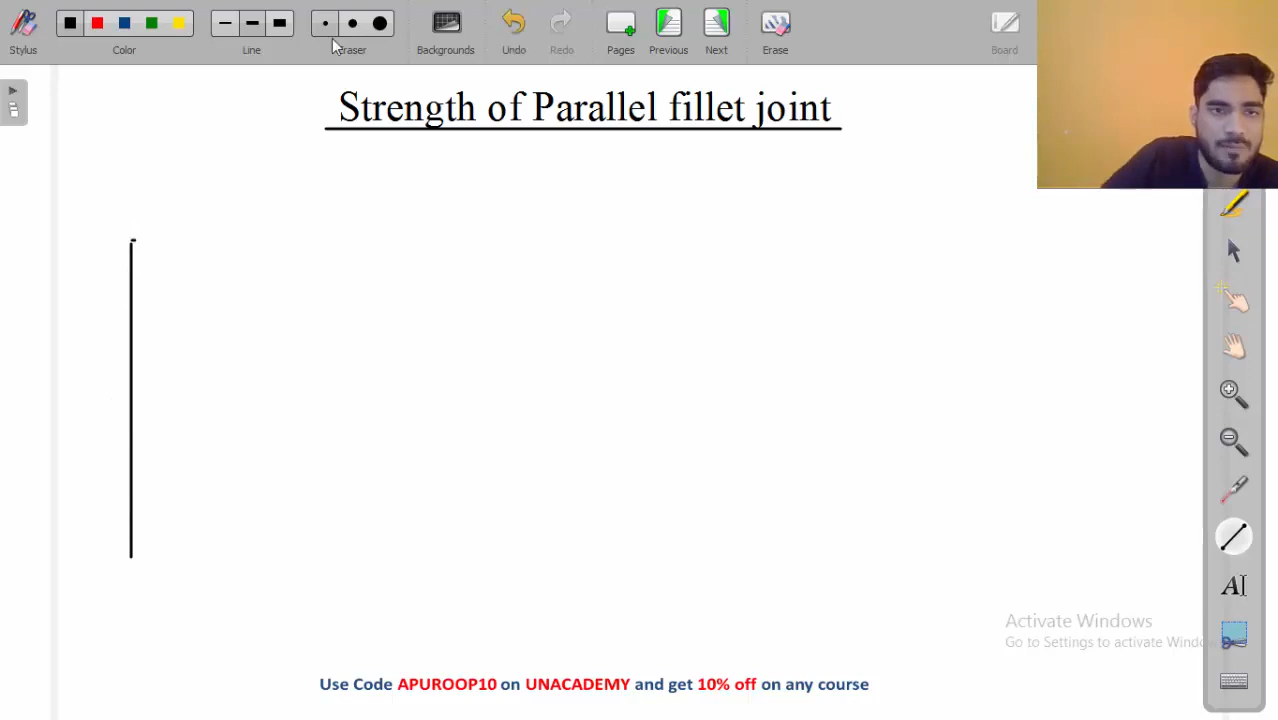 Stylus Color Line Eraser Backgrounds Undo Redo Pages Previous Next Erase Board
Strength of Parallel fillet joint
Activate Windows
Go to Settings to activate Windows
Use Code APUROOP10 on UNACADEMY and get 10% off on any course